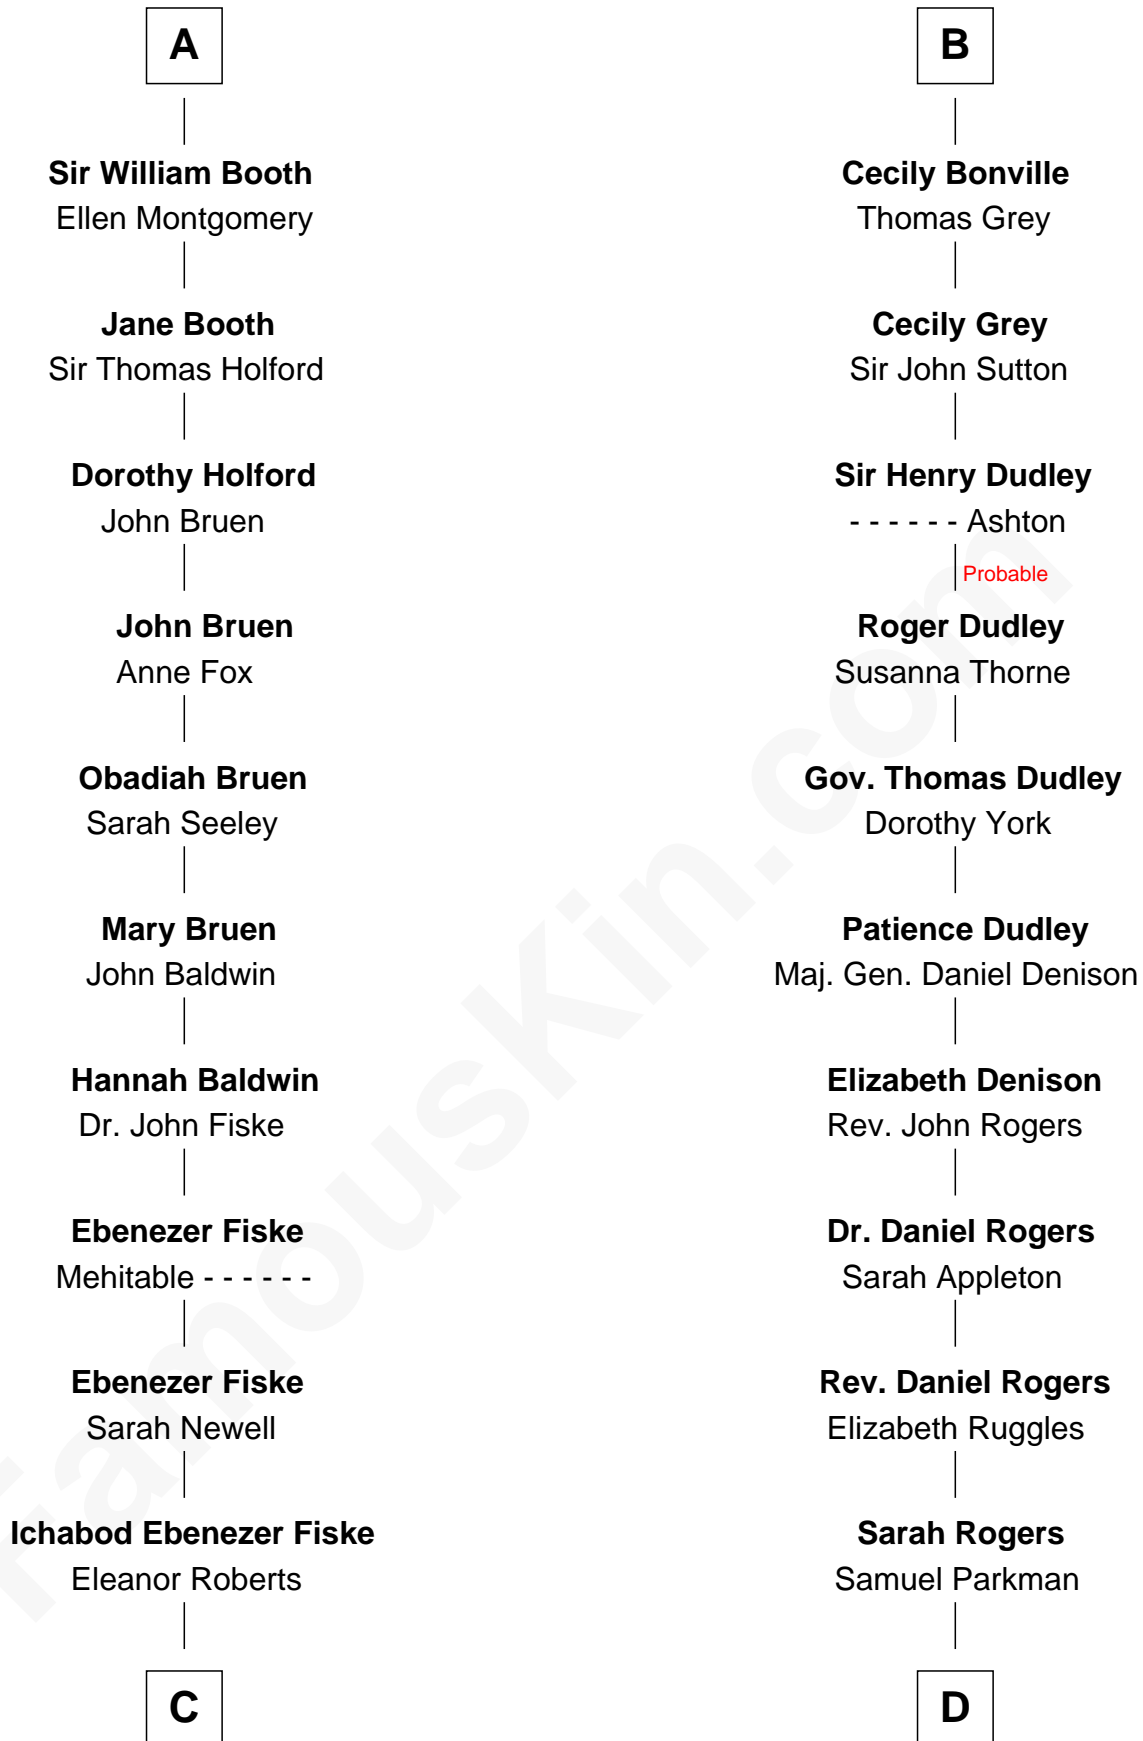 A
Sir William Booth
Ellen Montgomery
Jane Booth
Sir Thomas Holford
Dorothy Holford
John Bruen
John Bruen
Anne Fox
Obadiah Bruen
Sarah Seeley
Mary Bruen
John Baldwin
Hannah Baldwin
Dr. John Fiske
Ebenezer Fiske
Mehitable - - - - - -
Ebenezer Fiske
Sarah Newell
Ichabod Ebenezer Fiske
Eleanor Roberts
C
B
Cecily Bonville
Thomas Grey
Cecily Grey
Sir John Sutton
Sir Henry Dudley
- - - - - - Ashton
Probable
Roger Dudley
Susanna Thorne
Gov. Thomas Dudley
Dorothy York
Patience Dudley
Maj. Gen. Daniel Denison
Elizabeth Denison
Rev. John Rogers
Dr. Daniel Rogers
Sarah Appleton
Rev. Daniel Rogers
Elizabeth Ruggles
Sarah Rogers
Samuel Parkman
D
FamousKin.com